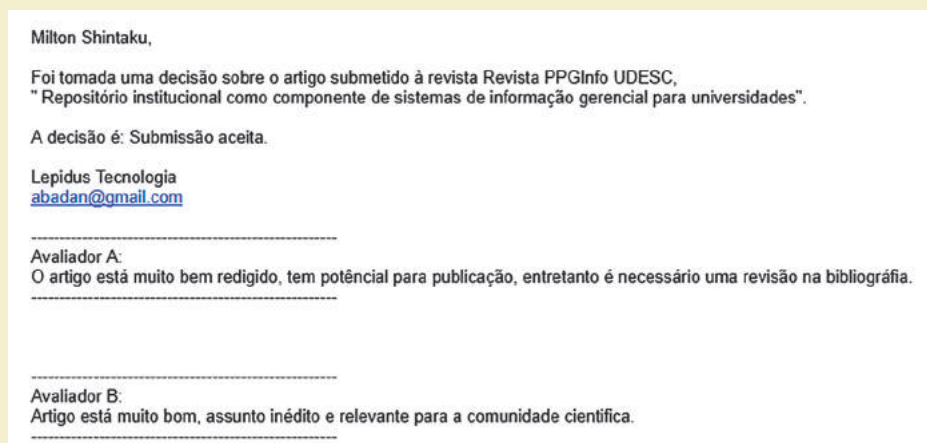 Milton Shintaku,
Foi tomada uma decisão sobre o artigo submetido à revista Revista PPGInfo UDESC,
" Repositório institucional como componente de sistemas de informação gerencial para universidades".
A decisão é: Submissão aceita.
Lepidus Tecnologia
abadan@gmail.com
------------------------------------------------------
Avaliador A:
O artigo está muito bem redigido, tem potêncial para publicação, entretanto é necessário uma revisão na bibliográfia.
------------------------------------------------------
------------------------------------------------------
Avaliador B:
Artigo está muito bom, assunto inédito e relevante para a comunidade cientifica.
------------------------------------------------------